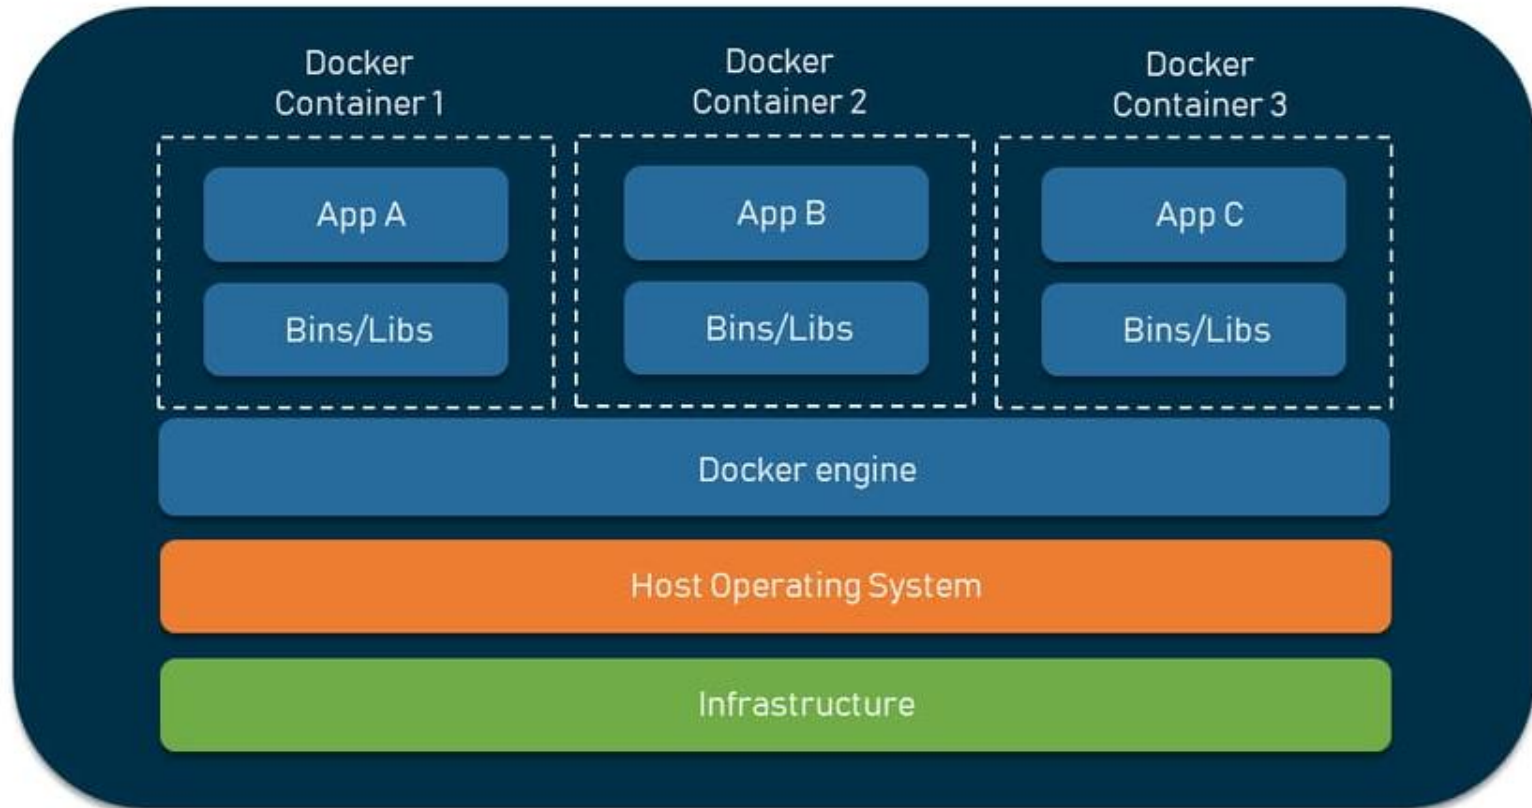 Docker
Container 1
Docker
Container 2
Docker
Container 3
App A
App B
App C
Bins/Libs
Bins/Libs
Bins/Libs
Docker engine
Host Operating System
Infrastructure